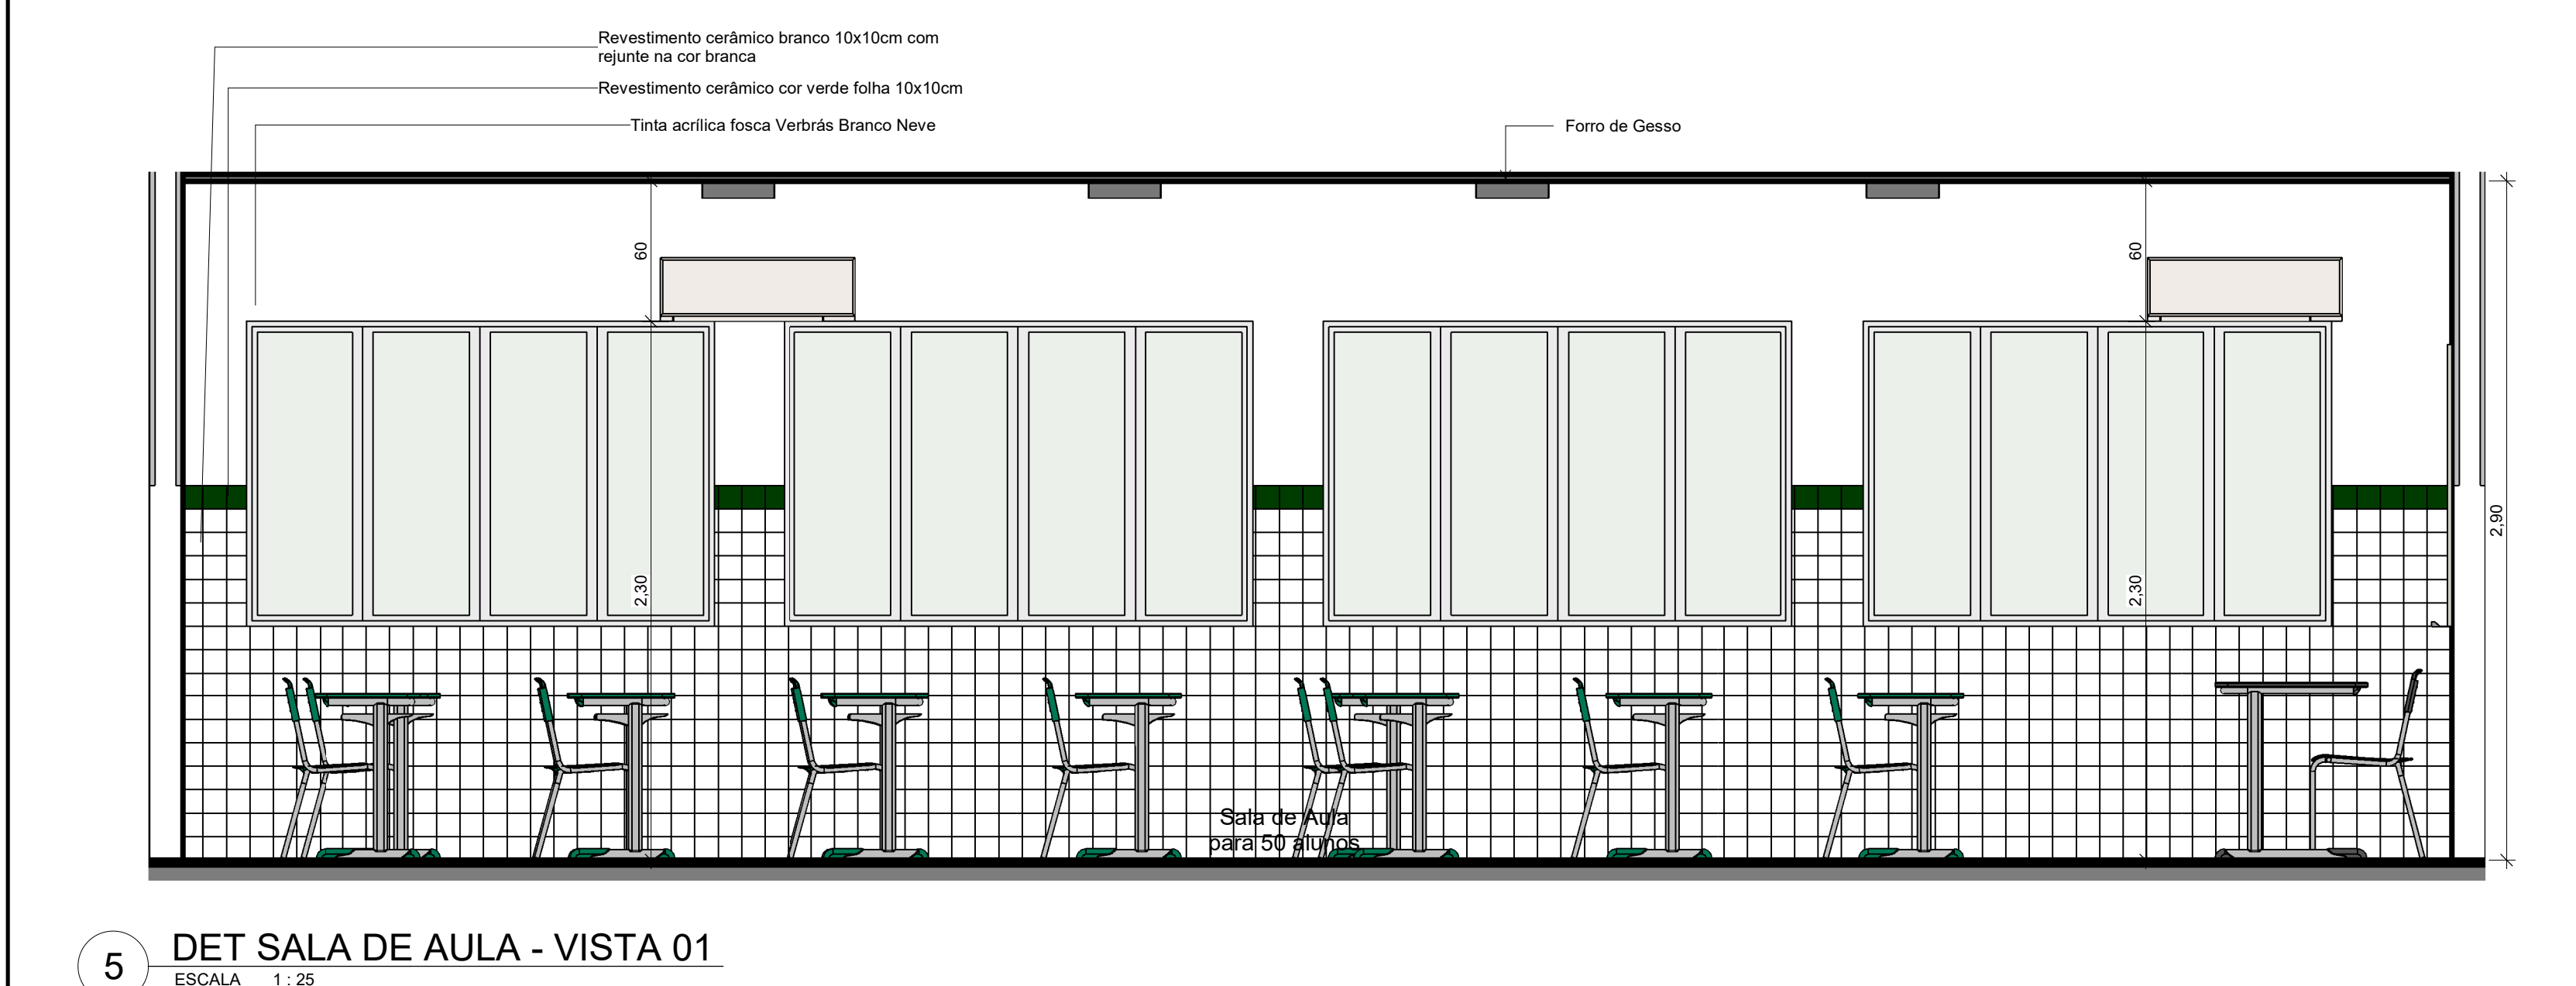 Revestimento cerâmico branco 10x10cm com
rejunte na cor branca
Revestimento cerâmico cor verde folha 10x10cm
Tinta acrílica fosca Verbrás Branco Neve
Forro de Gesso
60
60
2,90
2,30
2,30
Sala de Aula
para 50 alunos
5
DET SALA DE AULA - VISTA 01
ESCALA 1 : 25